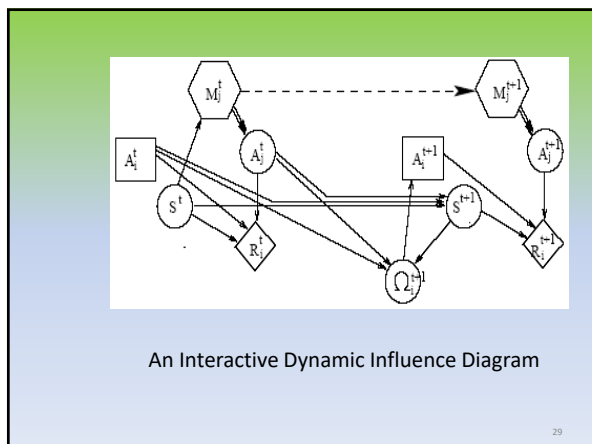 M_j^t
M_j^{t+1}
A_i^t
A_j^t
A_i^{t+1}
A_j^{t+1}
S^t
S^{t+1}
R_i^t
Ω_i^{t+1}
R_i^{t+1}
An Interactive Dynamic Influence Diagram
29